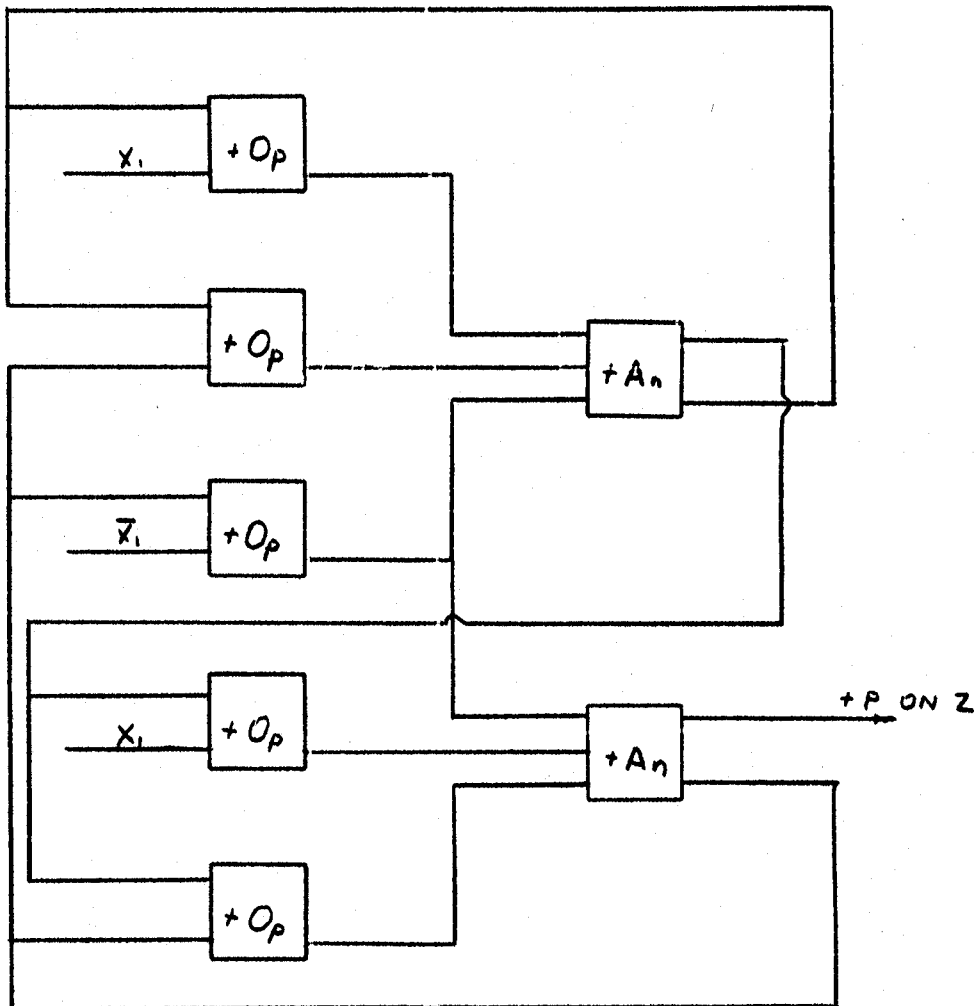 X₁
+ Oₚ
+ Oₚ
+ Aₙ
X̅₁
+ Oₚ
X₁
+ Oₚ
+ P ON Z
+ Aₙ
+ Oₚ